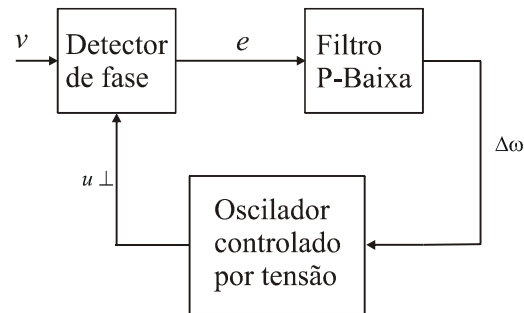 v
Detector
de fase
e
Filtro
P-Baixa
Δω
u ⊥
Oscilador
controlado
por tensão